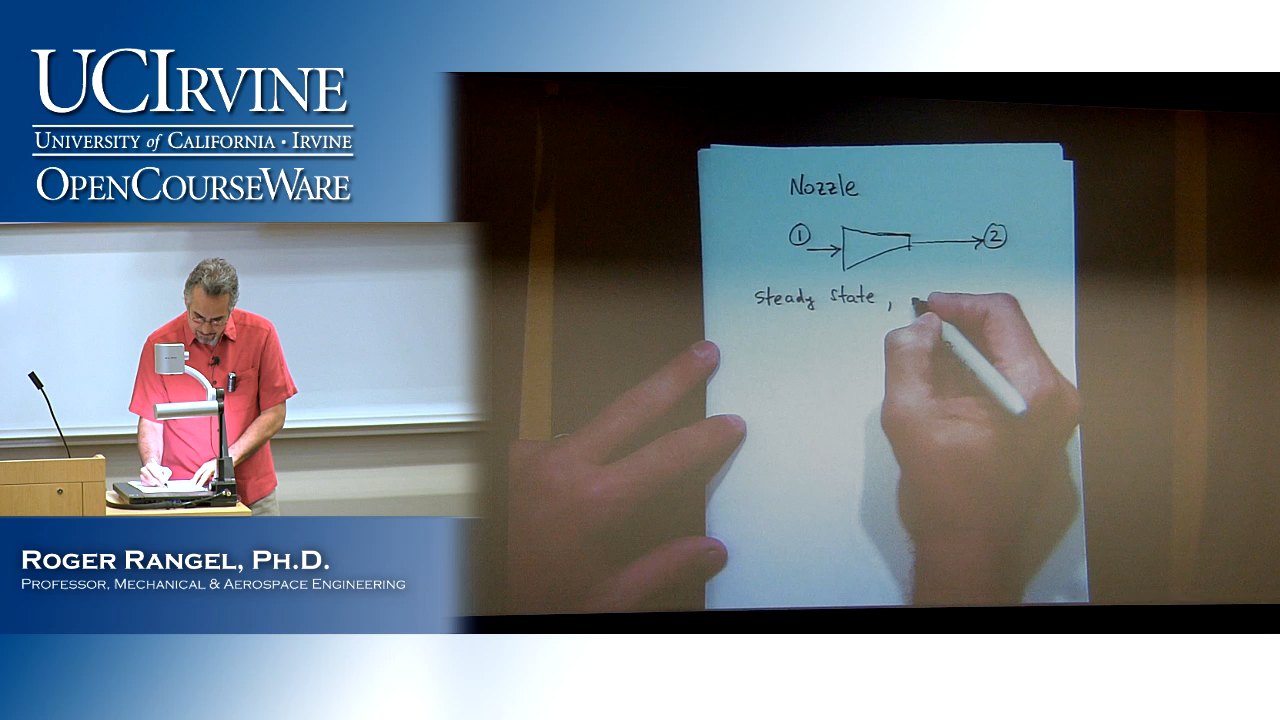 UCIRVINE
UNIVERSITY of CALIFORNIA · IRVINE
OPENCOURSEWARE
ROGER RANGEL, PH.D.
PROFESSOR, MECHANICAL & AEROSPACE ENGINEERING
Nozzle
1
2
steady state,